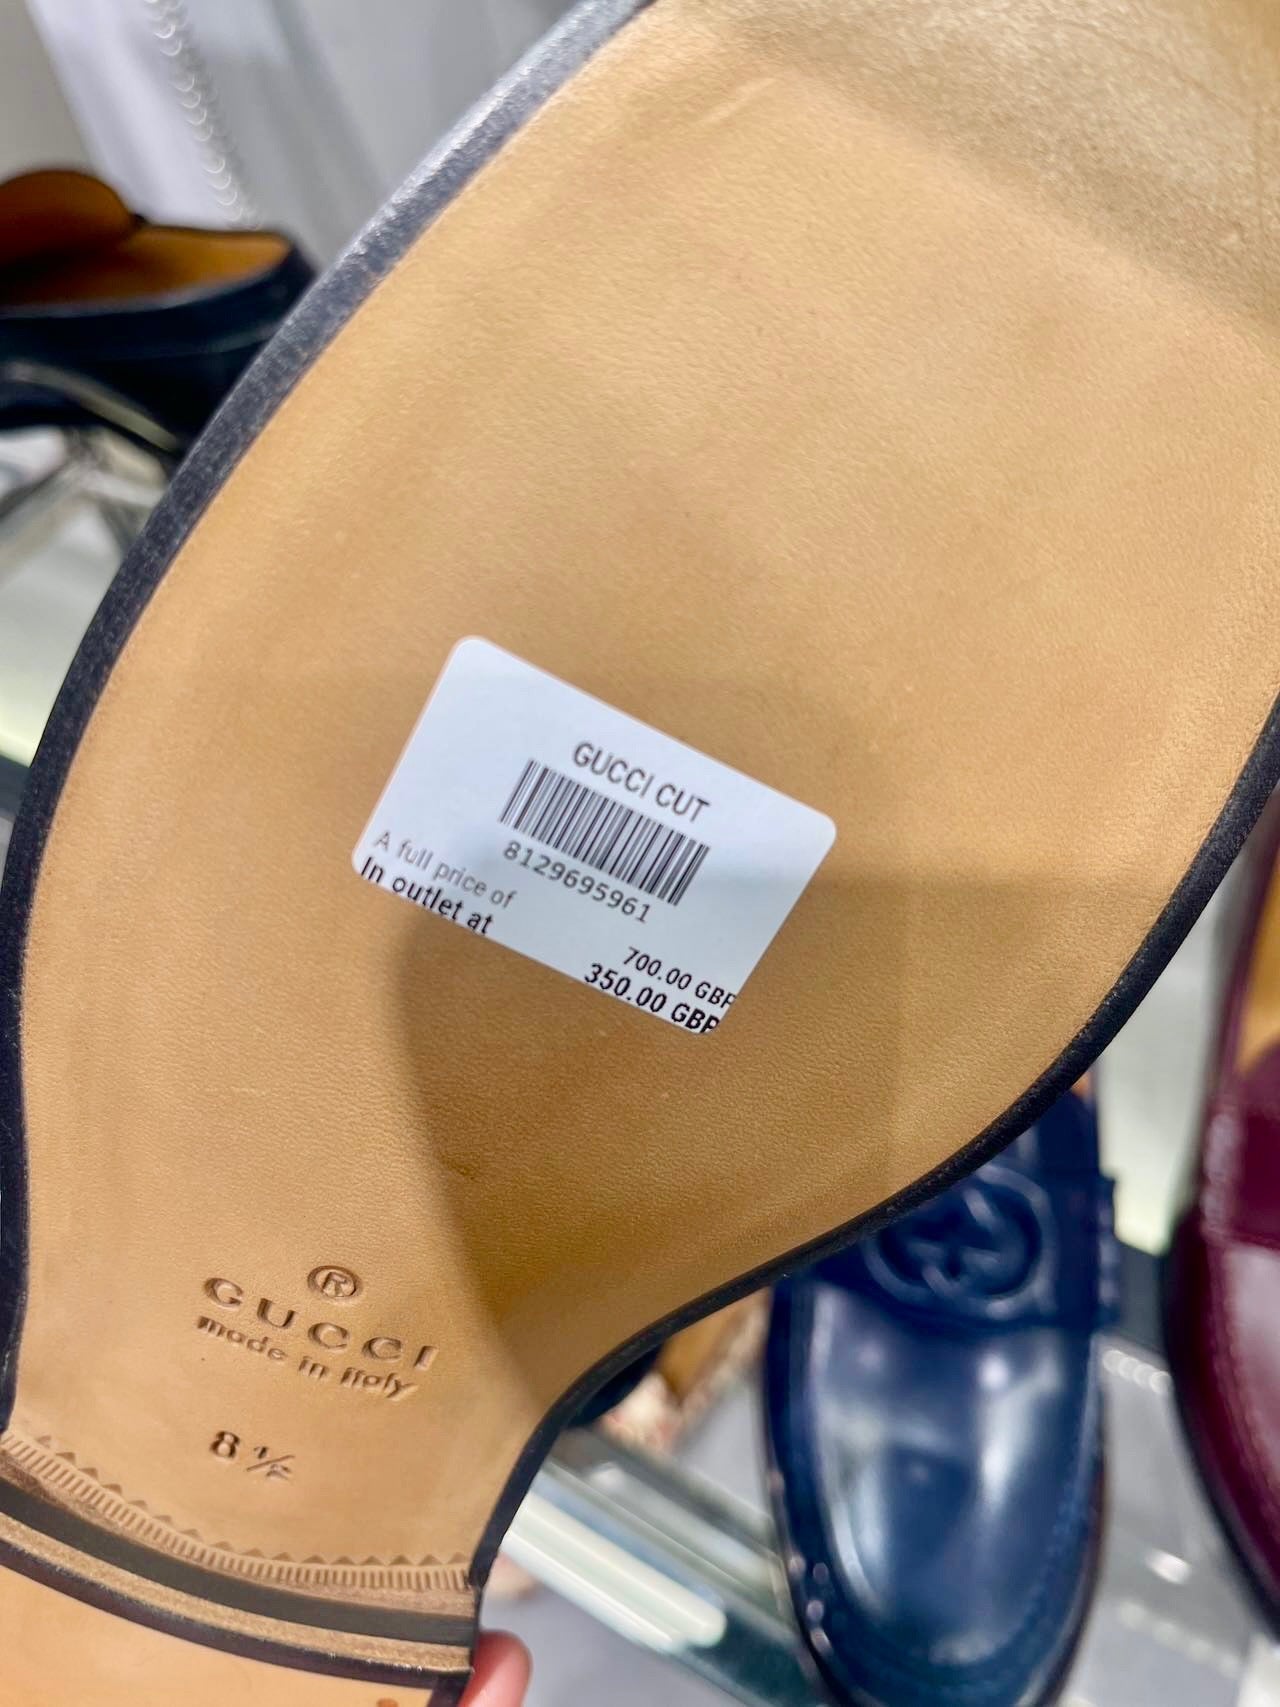 GUCCI CUT
8129695961
A full price of 700.00 GBP
In outlet at 350.00 GBP
®
GUCCI
made in italy
8 ½